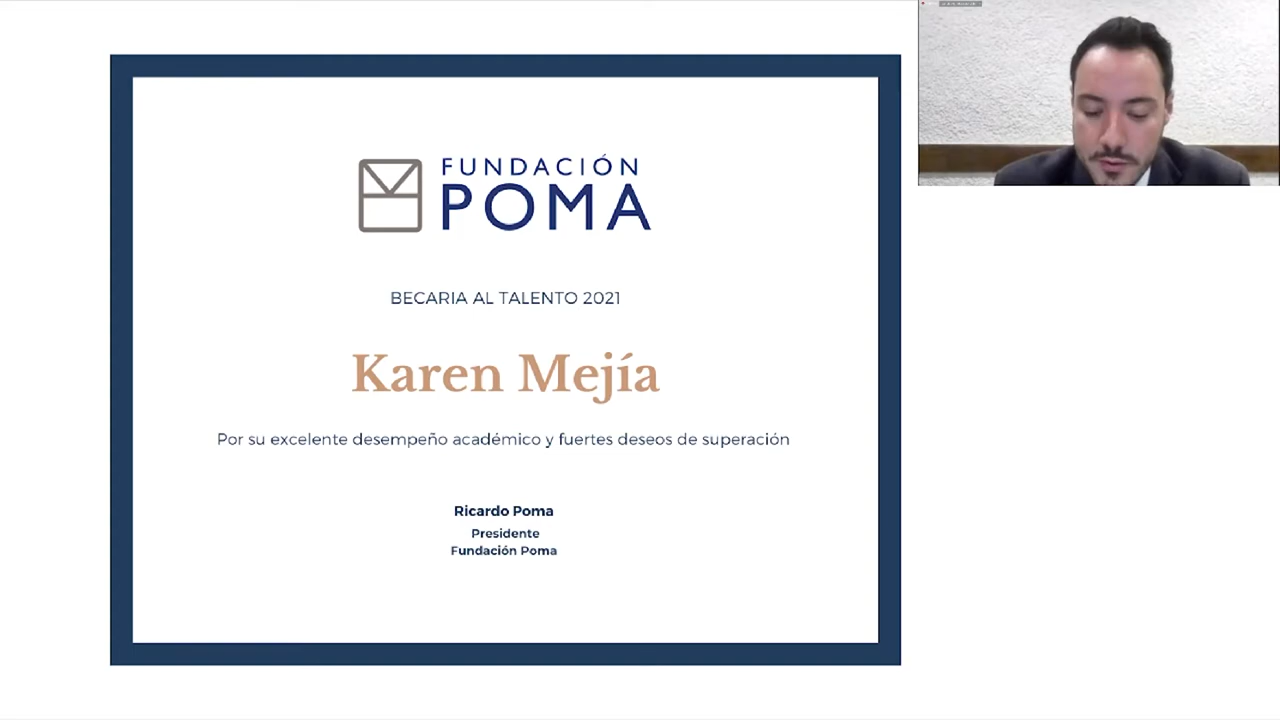 FUNDACIÓN
POMA
BECARIA AL TALENTO 2021
Karen Mejía
Por su excelente desempeño académico y fuertes deseos de superación
Ricardo Poma
Presidente
Fundación Poma